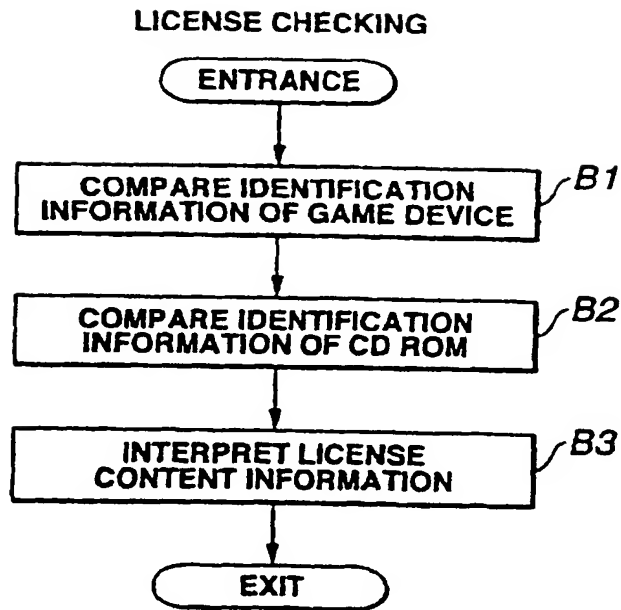 LICENSE CHECKING
ENTRANCE
COMPARE IDENTIFICATION
INFORMATION OF GAME DEVICE
B1
COMPARE IDENTIFICATION
INFORMATION OF CD ROM
B2
INTERPRET LICENSE
CONTENT INFORMATION
B3
EXIT